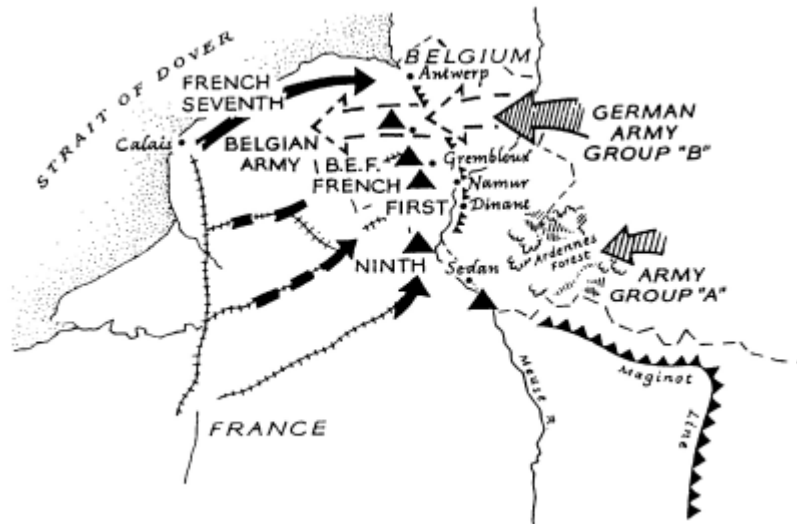 STRAIT OF DOVER
BELGIUM
Antwerp
FRENCH
SEVENTH
GERMAN
ARMY
GROUP "B"
Calais
BELGIAN
ARMY
B.E.F.
Grembloux
FRENCH
Namur
FIRST
Dinant
Ardennes
Forest
NINTH
Sedan
ARMY
GROUP "A"
Maginot
Line
Meuse R.
FRANCE